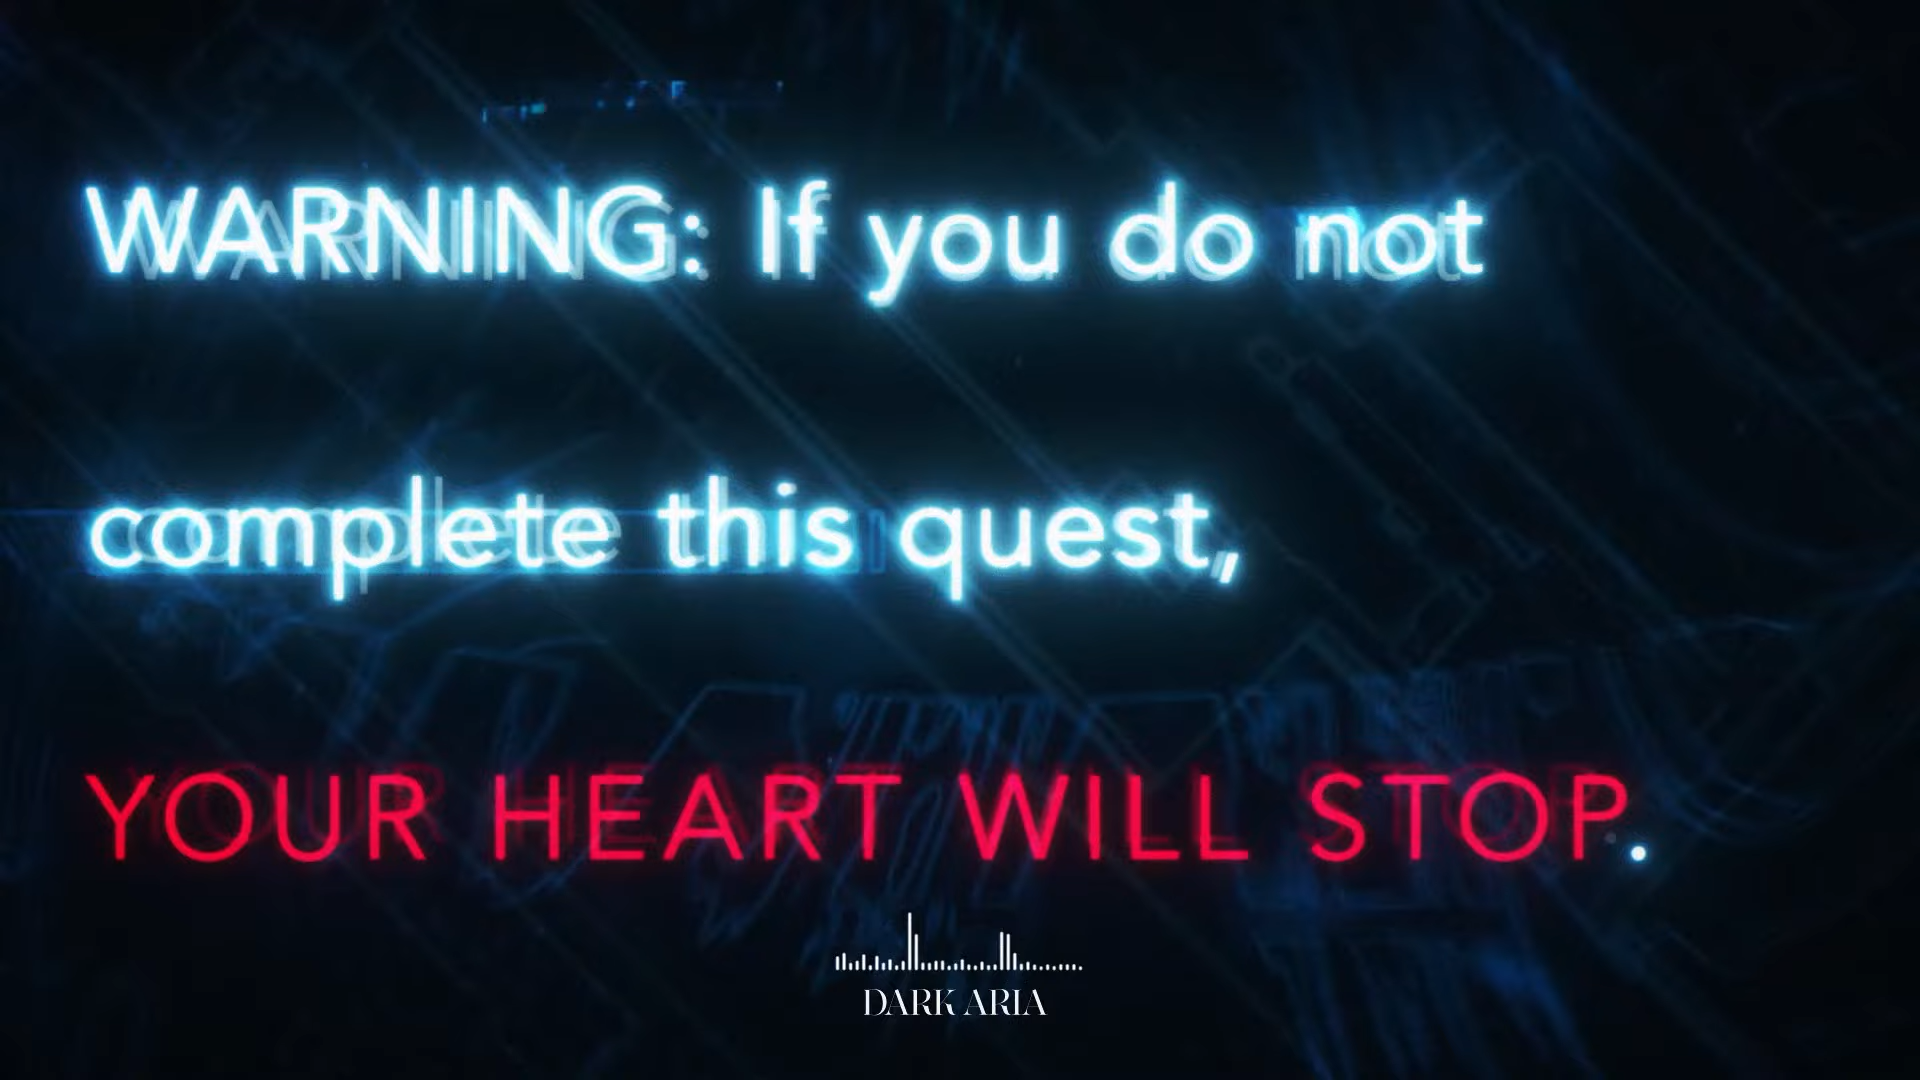 WARNING: If you do not
complete this quest,
YOUR HEART WILL STOP.
DARK ARIA